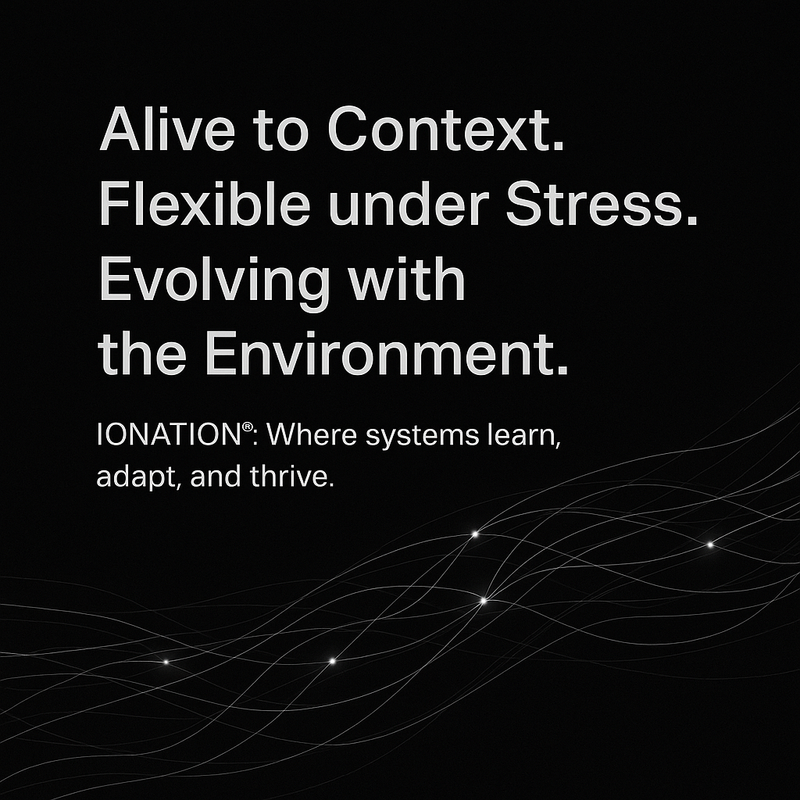 Alive to Context.
Flexible under Stress.
Evolving with
the Environment.
IONATION®: Where systems learn,
adapt, and thrive.